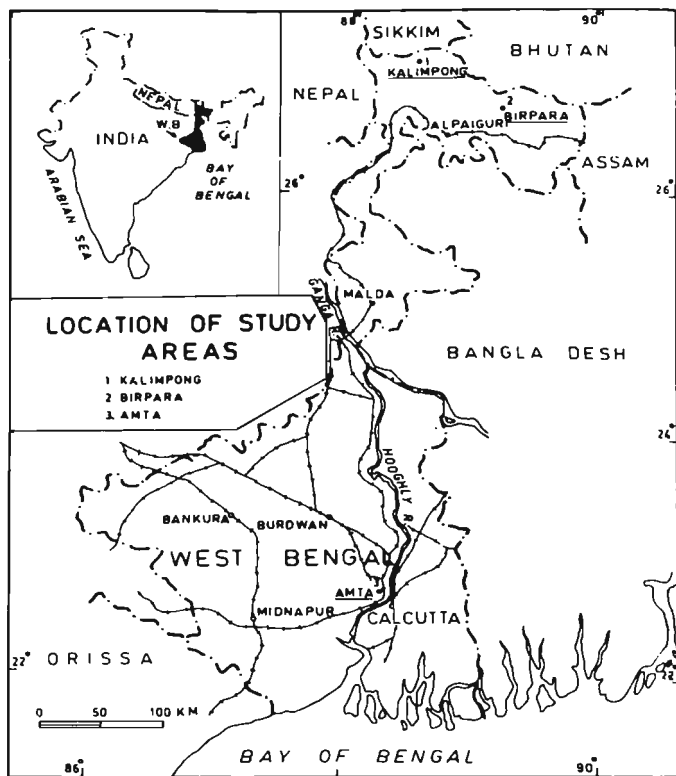 88°
90°
SIKKIM
BHUTAN
1
KALIMPONG
NEPAL
2
BIRPARA
ALPAIGURI
ASSAM
26°
26°
NEPAL
W.B
INDIA
BAY
OF
BENGAL
ARABIAN SEA
GANGA
MALDA
LOCATION OF STUDY
AREAS
1 KALIMPONG
2 BIRPARA
3. AMTA
BANGLA DESH
24°
24°
HOOGHLY R.
BANKURA
BURDWAN
WEST BENGAL
AMTA
MIDNAPUR
CALCUTTA
ORISSA
22°
22°
0 50 100 KM
BAY OF BENGAL
86°
90°